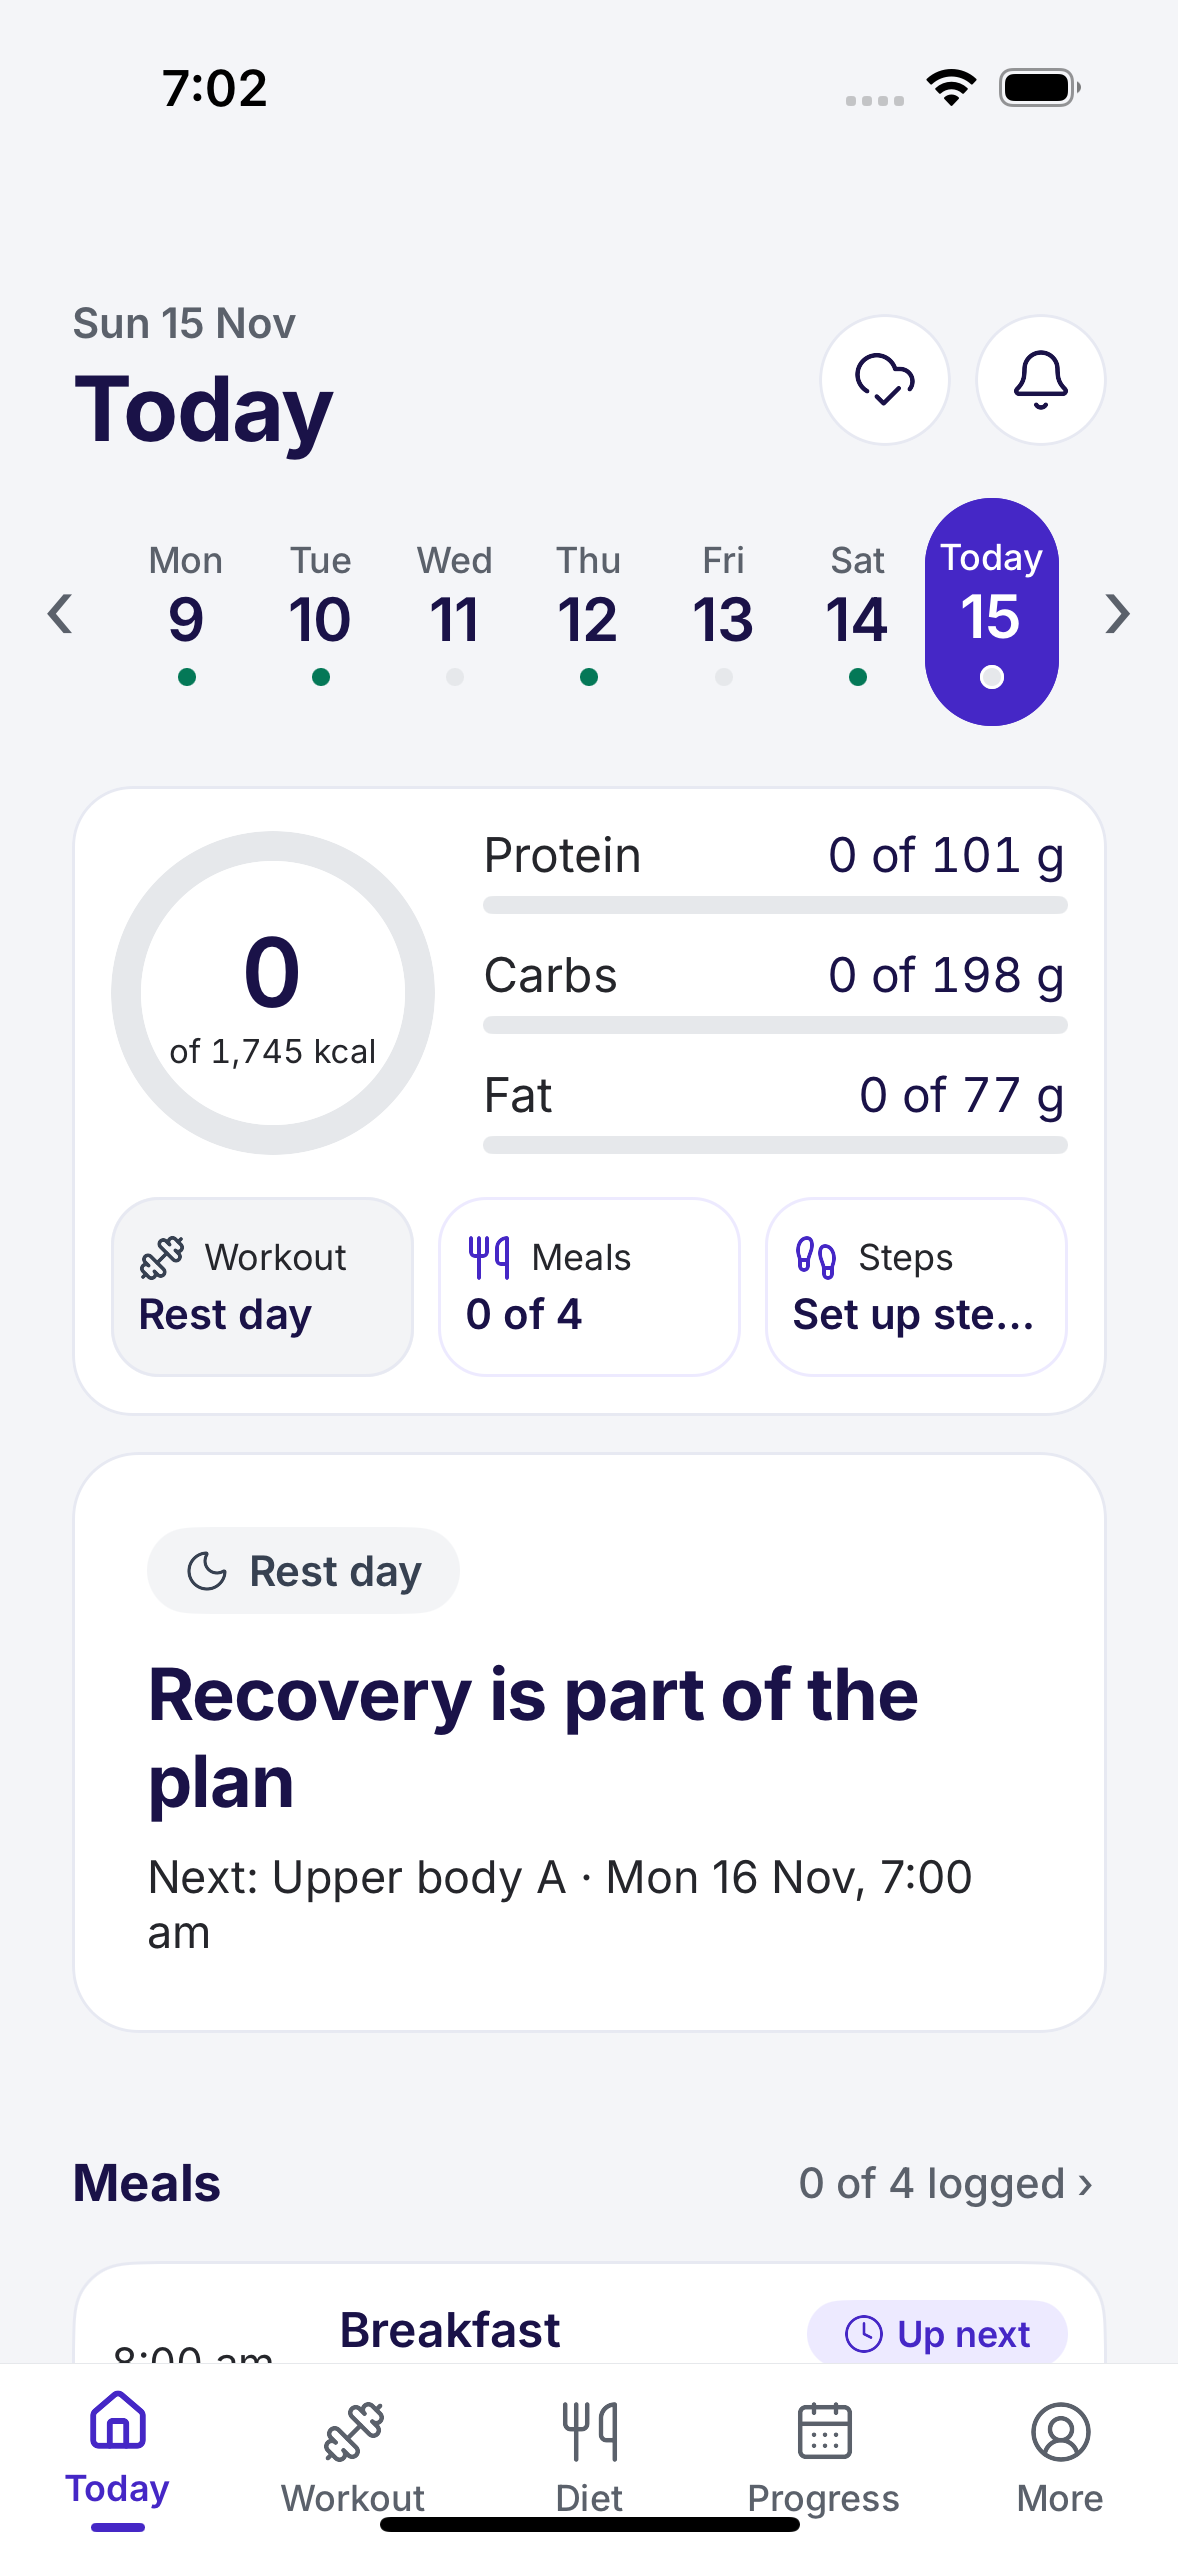 7:02
Sun 15 Nov
Today
Mon Tue Wed Thu Fri Sat Today
9 10 11 12 13 14 15
Protein 0 of 101 g
0
of 1,745 kcal
Carbs 0 of 198 g
Fat 0 of 77 g
Workout
Rest day
Meals
0 of 4
Steps
Set up ste...
Rest day
Recovery is part of the
plan
Next: Upper body A · Mon 16 Nov, 7:00
am
Meals 0 of 4 logged ›
Breakfast Up next
8:00 am
Today Workout Diet Progress More